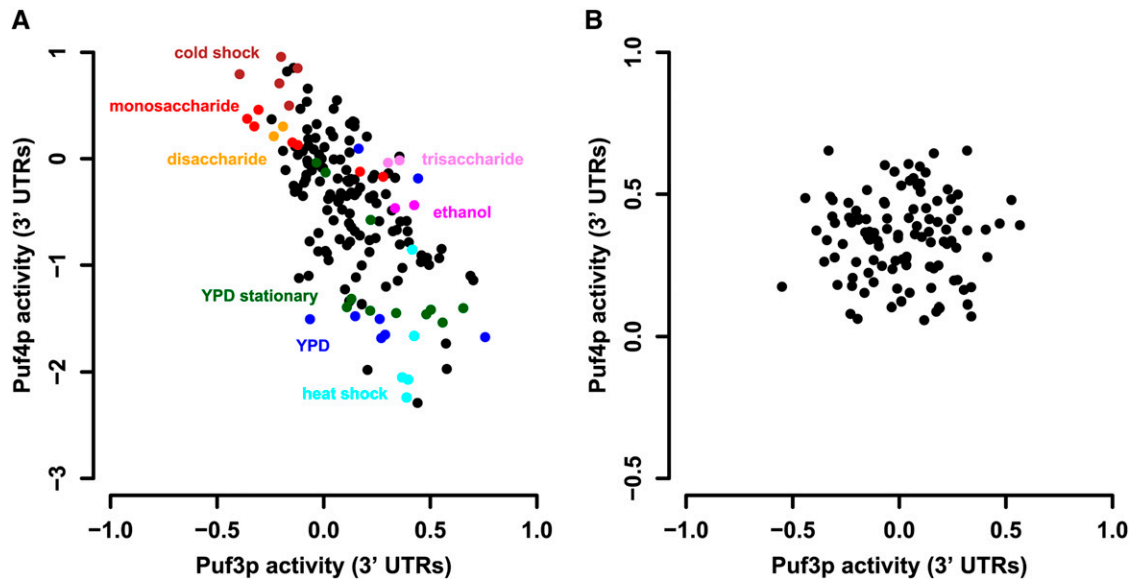 A
B
cold shock
monosaccharide
disaccharide
trisaccharide
ethanol
YPD stationary
YPD
heat shock
Puf4p activity (3' UTRs)
1
0
−1
−2
−3
−1.0
−0.5
0.0
0.5
1.0
Puf3p activity (3' UTRs)
Puf4p activity (3' UTRs)
1.0
0.5
0.0
−0.5
−1.0
−0.5
0.0
0.5
1.0
Puf3p activity (3' UTRs)